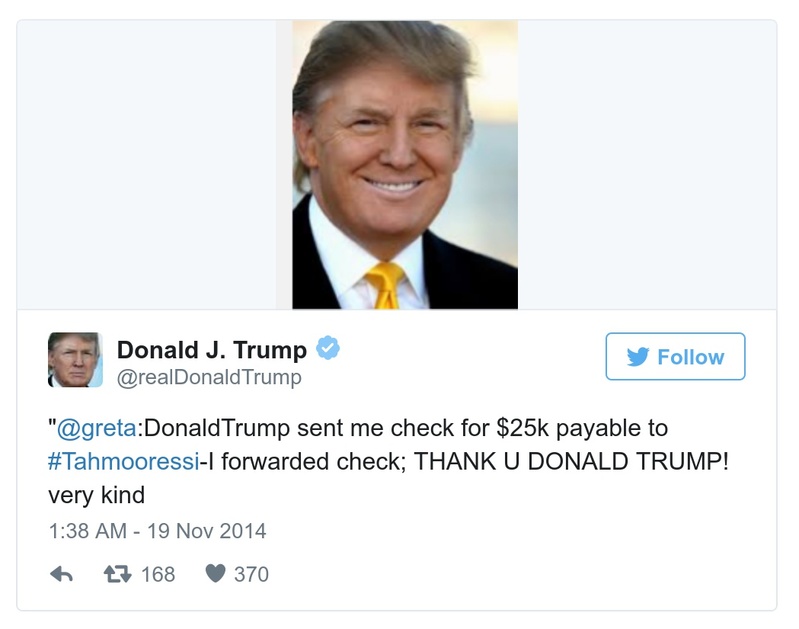 Donald J. Trump
@realDonaldTrump
Follow
"@greta:DonaldTrump sent me check for $25k payable to
#Tahmooressi-I forwarded check; THANK U DONALD TRUMP!
very kind
1:38 AM - 19 Nov 2014
168 370